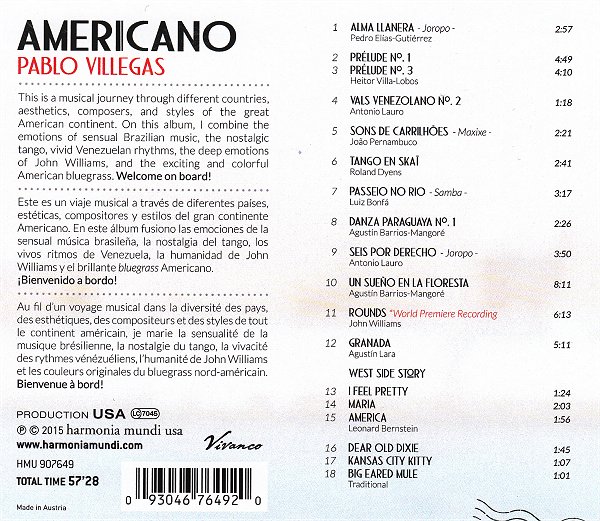 AMERICANO
PABLO VILLEGAS
This is a musical journey through different countries,
aesthetics, composers, and styles of the great
American continent. On this album, I combine the
emotions of sensual Brazilian music, the nostalgic
tango, vivid Venezuelan rhythms, the deep emotions
of John Williams, and the exciting and colorful
American bluegrass. Welcome on board!
Este es un viaje musical a través de diferentes países,
estéticas, compositores y estilos del gran continente
Americano. En este álbum fusiono las emociones de la
sensual música brasileña, la nostalgia del tango, los
vivos ritmos de Venezuela, la humanidad de John
Williams y el brillante bluegrass Americano.
¡Bienvenido a bordo!
Au fil d'un voyage musical dans la diversité des pays,
des esthétiques, des compositeurs et des styles de tout
le continent américain, je marie la sensualité de la
musique brésilienne, la nostalgie du tango, la vivacité
des rythmes vénézuéliens, l'humanité de John Williams
et les couleurs originales du bluegrass nord-américain.
Bienvenue à bord!
PRODUCTION USA LC 7045
℗ © 2015 harmonia mundi usa
www.harmoniamundi.com
Vivanco
HMU 907649
TOTAL TIME 57'28
Made in Austria
0 93046 76492 0
1 ALMA LLANERA - Joropo - 2:57
Pedro Elías-Gutiérrez
2 PRÉLUDE Nº. 1 4:49
3 PRÉLUDE Nº. 3 4:10
Heitor Villa-Lobos
4 VALS VENEZOLANO Nº. 2 1:18
Antonio Lauro
5 SONS DE CARRILHÕES - Maxixe - 2:21
João Pernambuco
6 TANGO EN SKAÏ 2:41
Roland Dyens
7 PASSEIO NO RIO - Samba - 3:17
Luiz Bonfá
8 DANZA PARAGUAYA Nº. 1 2:26
Agustín Barrios-Mangoré
9 SEIS POR DERECHO - Joropo - 3:50
Antonio Lauro
10 UN SUEÑO EN LA FLORESTA 8:11
Agustín Barrios-Mangoré
11 ROUNDS *World Premiere Recording 6:13
John Williams
12 GRANADA 5:11
Agustín Lara
WEST SIDE STORY
13 I FEEL PRETTY 1:24
14 MARIA 2:03
15 AMERICA 1:56
Leonard Bernstein
16 DEAR OLD DIXIE 1:45
17 KANSAS CITY KITTY 1:07
18 BIG EARED MULE 1:01
Traditional